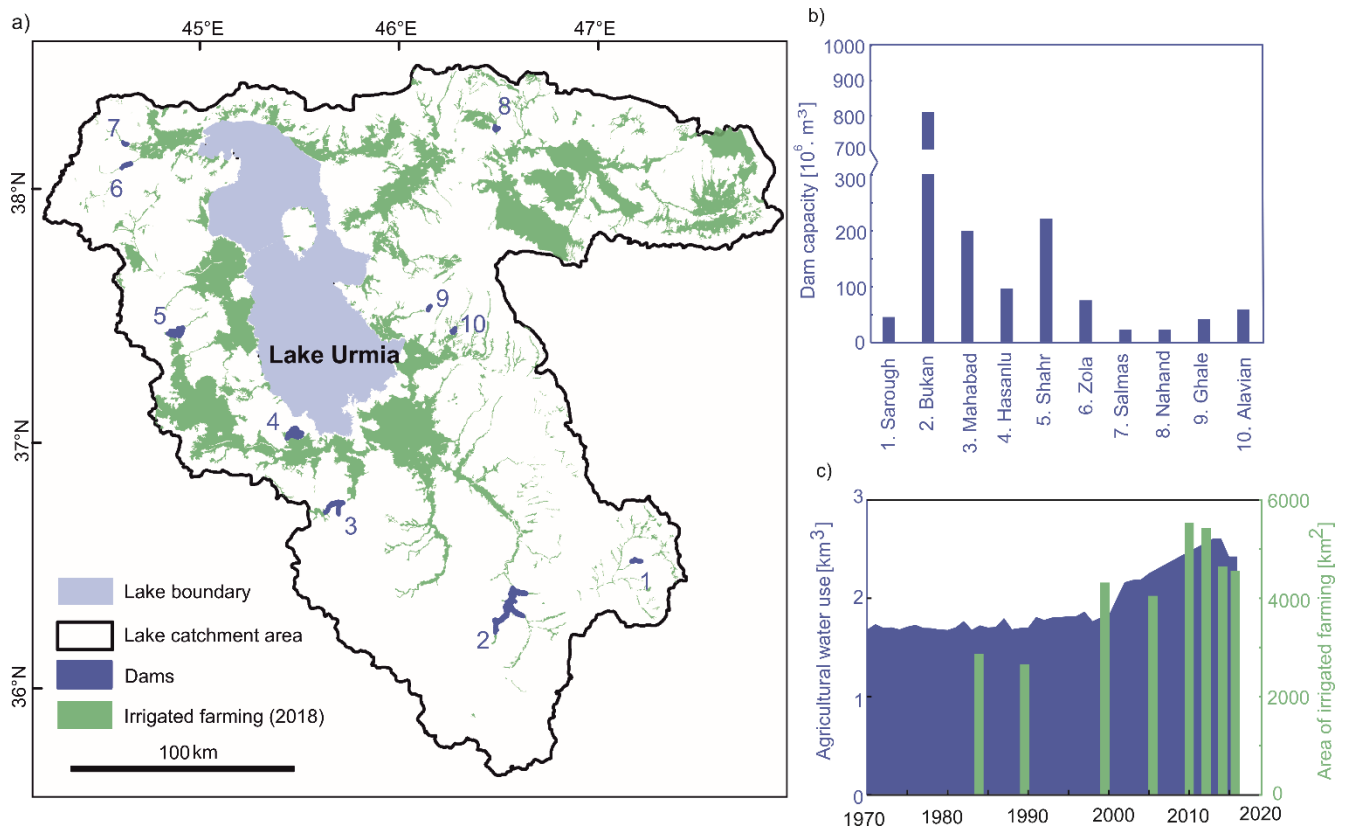 a)
45°E
46°E
47°E
38°N
37°N
36°N
7
6
8
5
9
10
Lake Urmia
4
3
1
2
Lake boundary
Lake catchment area
Dams
Irrigated farming (2018)
100 km
b)
Dam capacity [10⁶. m³]
1000
900
800
700
300
200
100
0
1. Sarough
2. Bukan
3. Mahabad
4. Hasanlu
5. Shahr
6. Zola
7. Salmas
8. Nahand
9. Ghale
10. Alavian
c)
Agricultural water use [km³]
3
2
1
0
6000
4000
2000
0
Area of irrigated farming [km²]
1970
1980
1990
2000
2010
2020